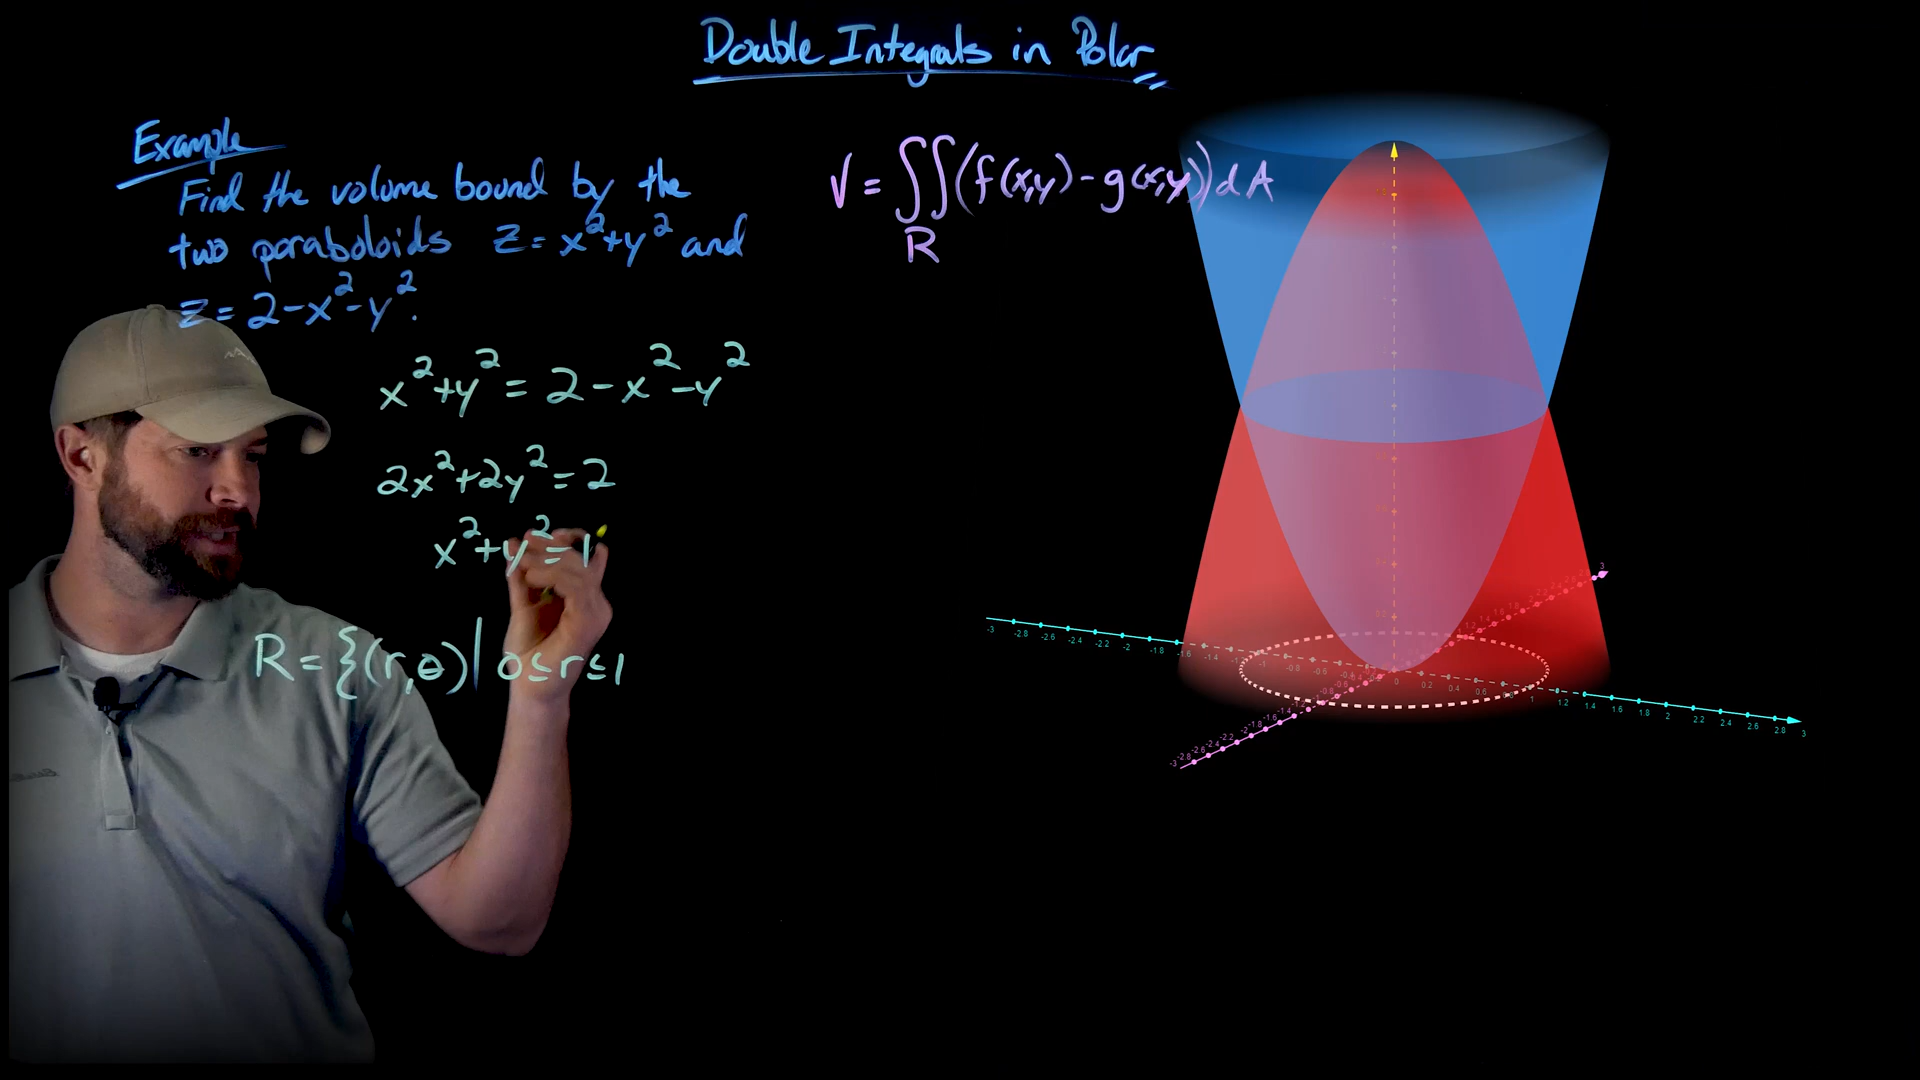 Double Integrals in Polar
Example
Find the volume bound by the
two paraboloids z = x² + y² and
z = 2 - x² - y².
V = ∬_R (f(x,y) - g(x,y)) dA
x² + y² = 2 - x² - y²
2x² + 2y² = 2
x² + y² = 1
R = {(r, θ) | 0 ≤ r ≤ 1